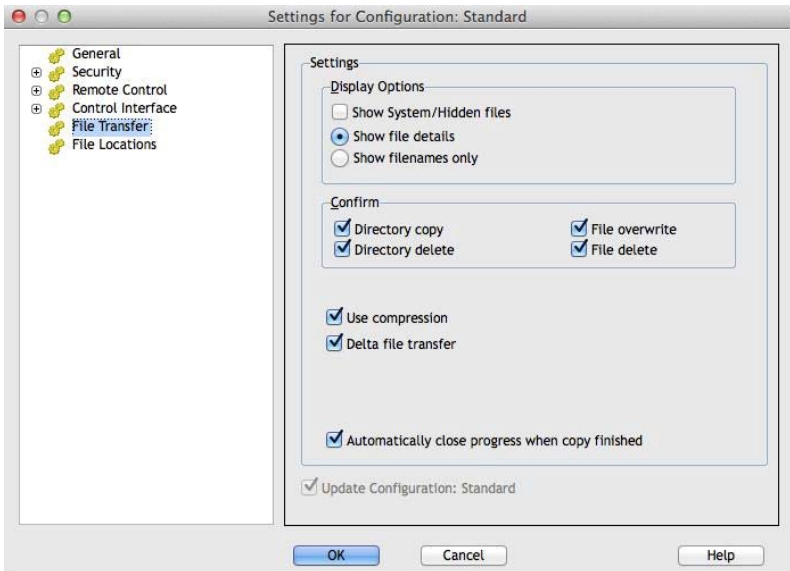 Settings for Configuration: Standard
General
Security
Remote Control
Control Interface
File Transfer
File Locations
Settings
Display Options
Show System/Hidden files
Show file details
Show filenames only
Confirm
Directory copy
File overwrite
Directory delete
File delete
Use compression
Delta file transfer
Automatically close progress when copy finished
Update Configuration: Standard
OK
Cancel
Help